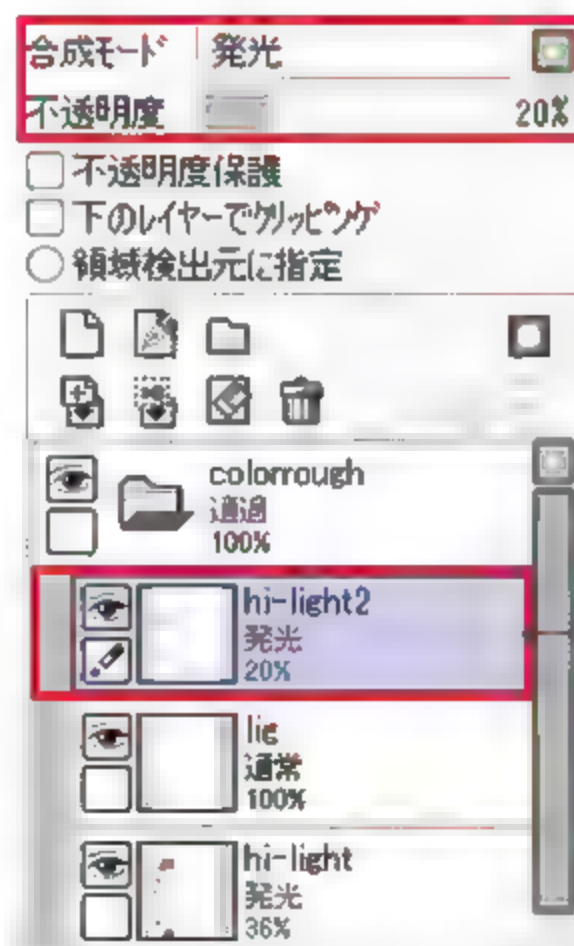 合成モード 発光
不透明度 20%
不透明度保護
下のレイヤーでクリッピング
領域検出元に指定
colorrough
通過
100%
hi-light2
発光
20%
lig
通常
100%
hi-light
発光
36%